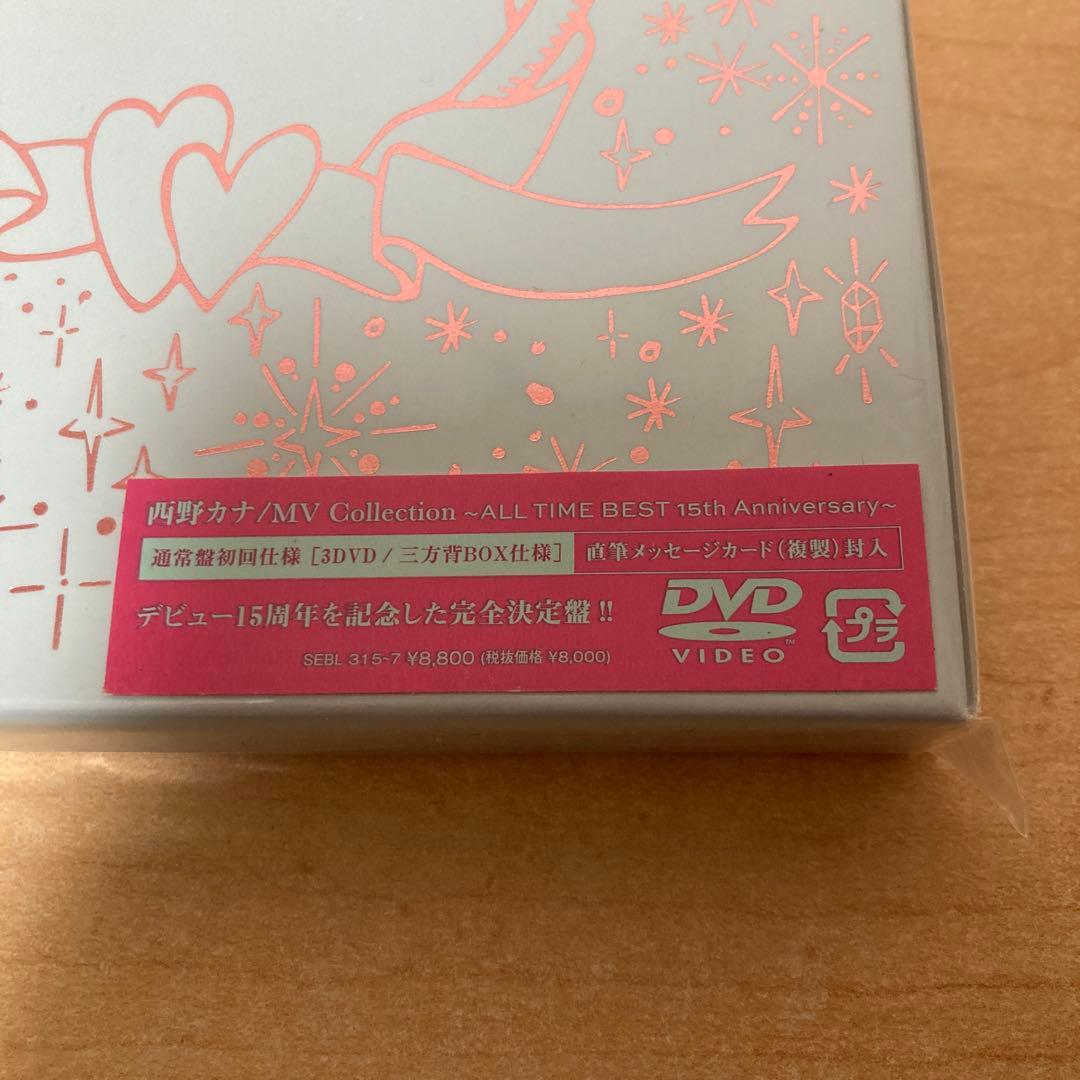 西野カナ/MV Collection ~ALL TIME BEST 15th Anniversary~
通常盤初回仕様 [3DVD / 三方背BOX仕様] 直筆メッセージカード(複製)封入
デビュー15周年を記念した完全決定盤!!
DVD
VIDEO
TM
プラ
SEBL 315~7 ¥8,800 (税抜価格 ¥8,000)